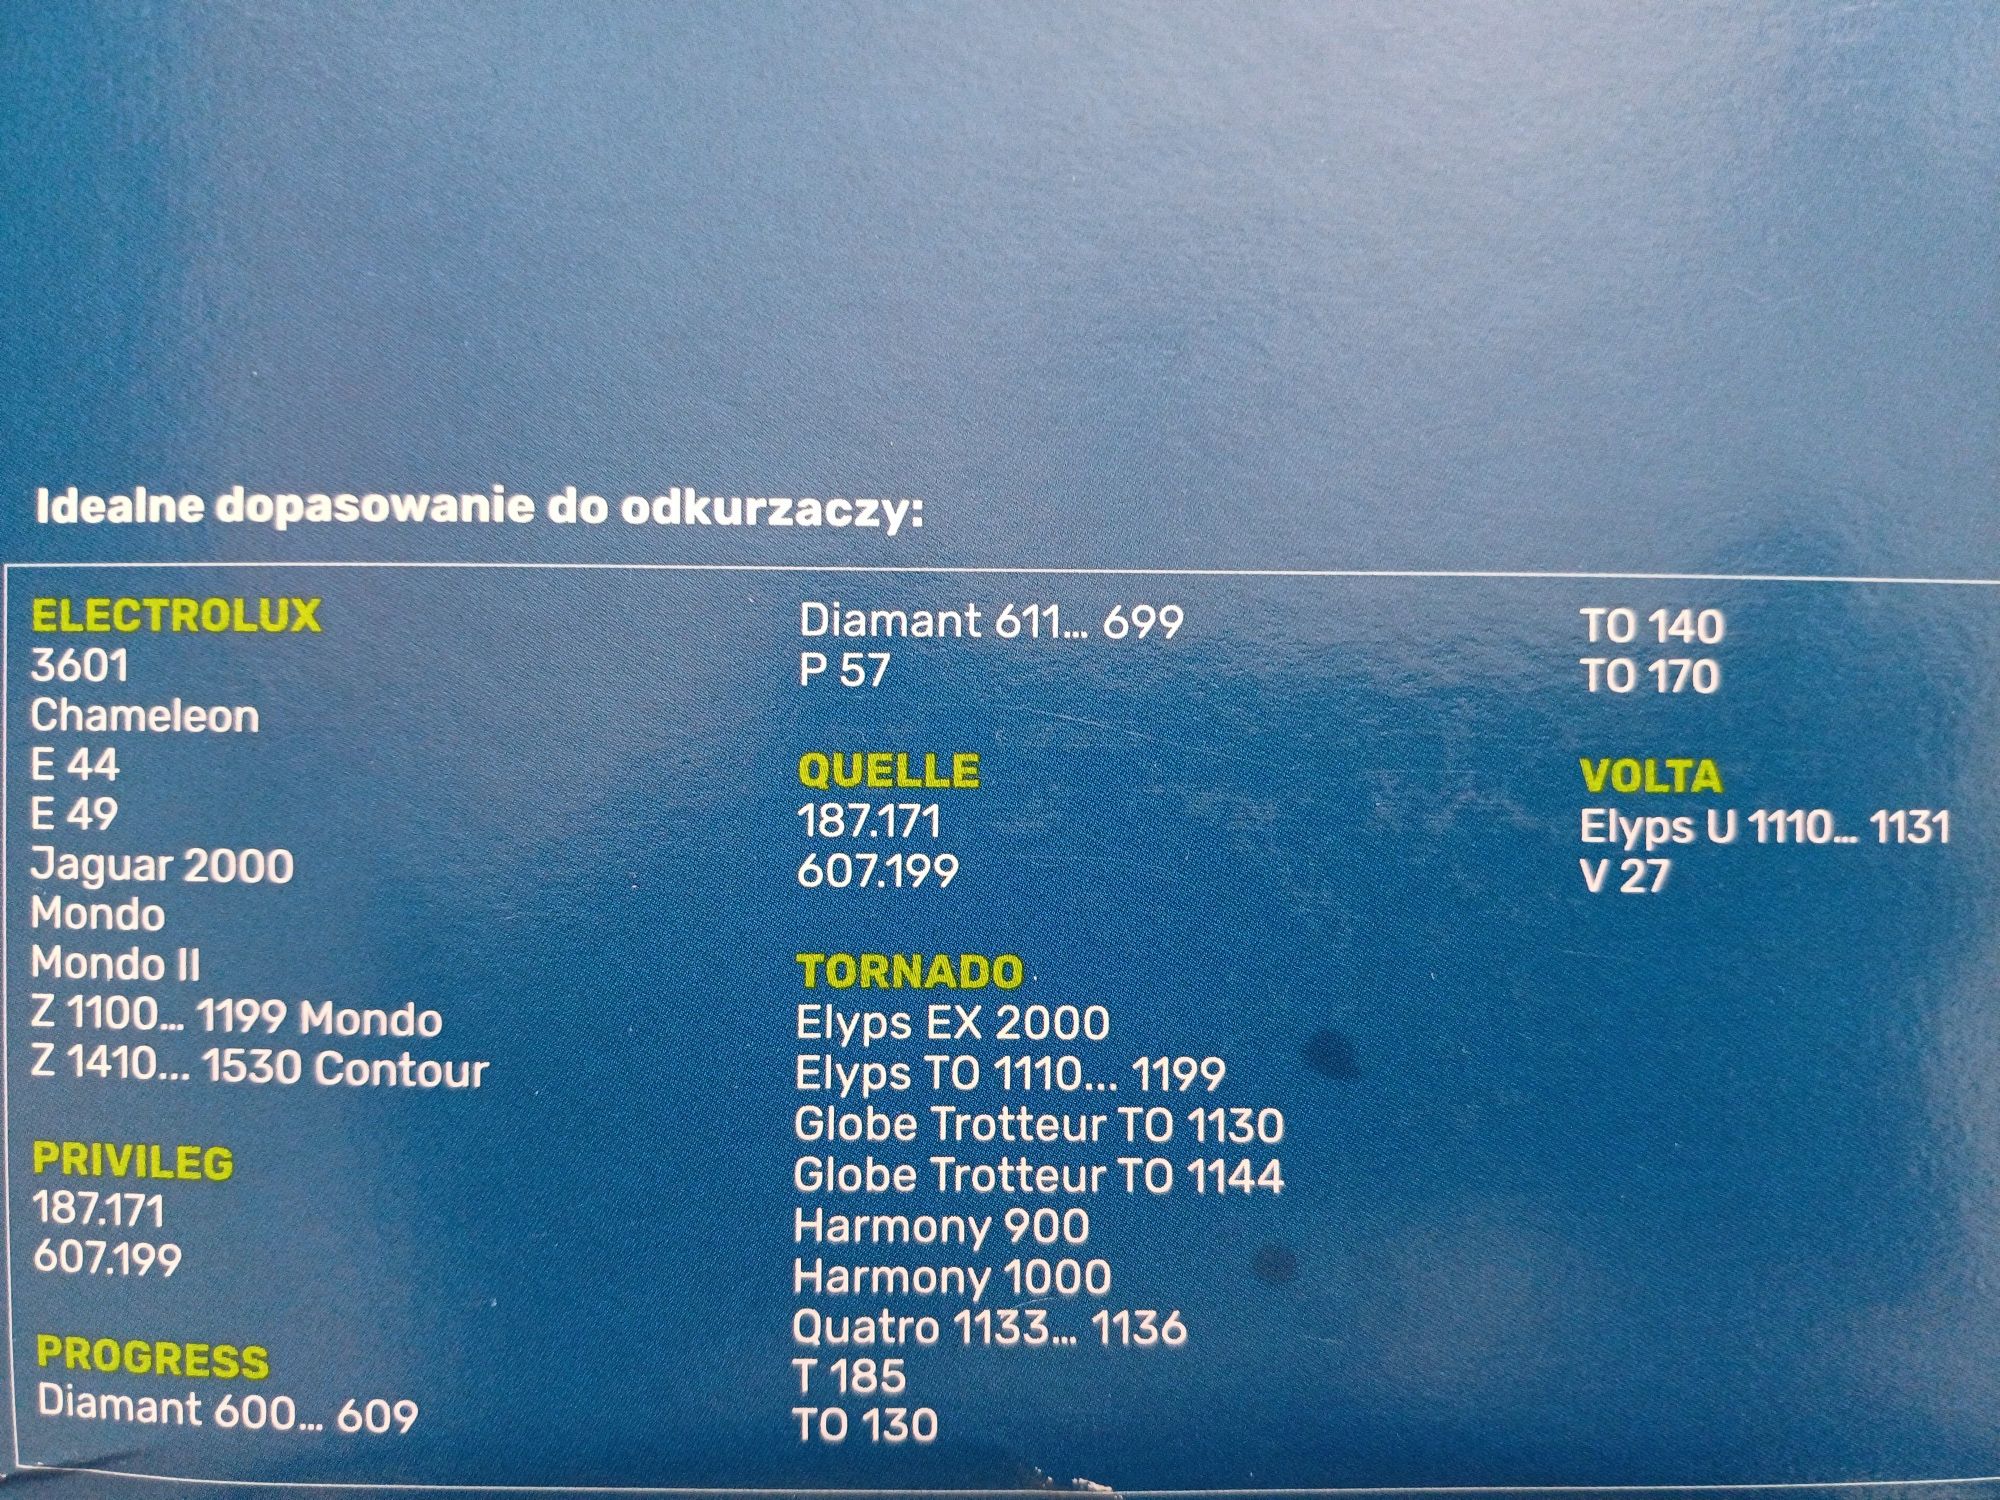 Idealne dopasowanie do odkurzaczy:
ELECTROLUX
3601
Chameleon
E 44
E 49
Jaguar 2000
Mondo
Mondo II
Z 1100... 1199 Mondo
Z 1410... 1530 Contour
PRIVILEG
187.171
607.199
PROGRESS
Diamant 600... 609
Diamant 611... 699
P 57
QUELLE
187.171
607.199
TORNADO
Elyps EX 2000
Elyps TO 1110... 1199
Globe Trotteur TO 1130
Globe Trotteur TO 1144
Harmony 900
Harmony 1000
Quatro 1133... 1136
T 185
TO 130
TO 140
TO 170
VOLTA
Elyps U 1110... 1131
V 27